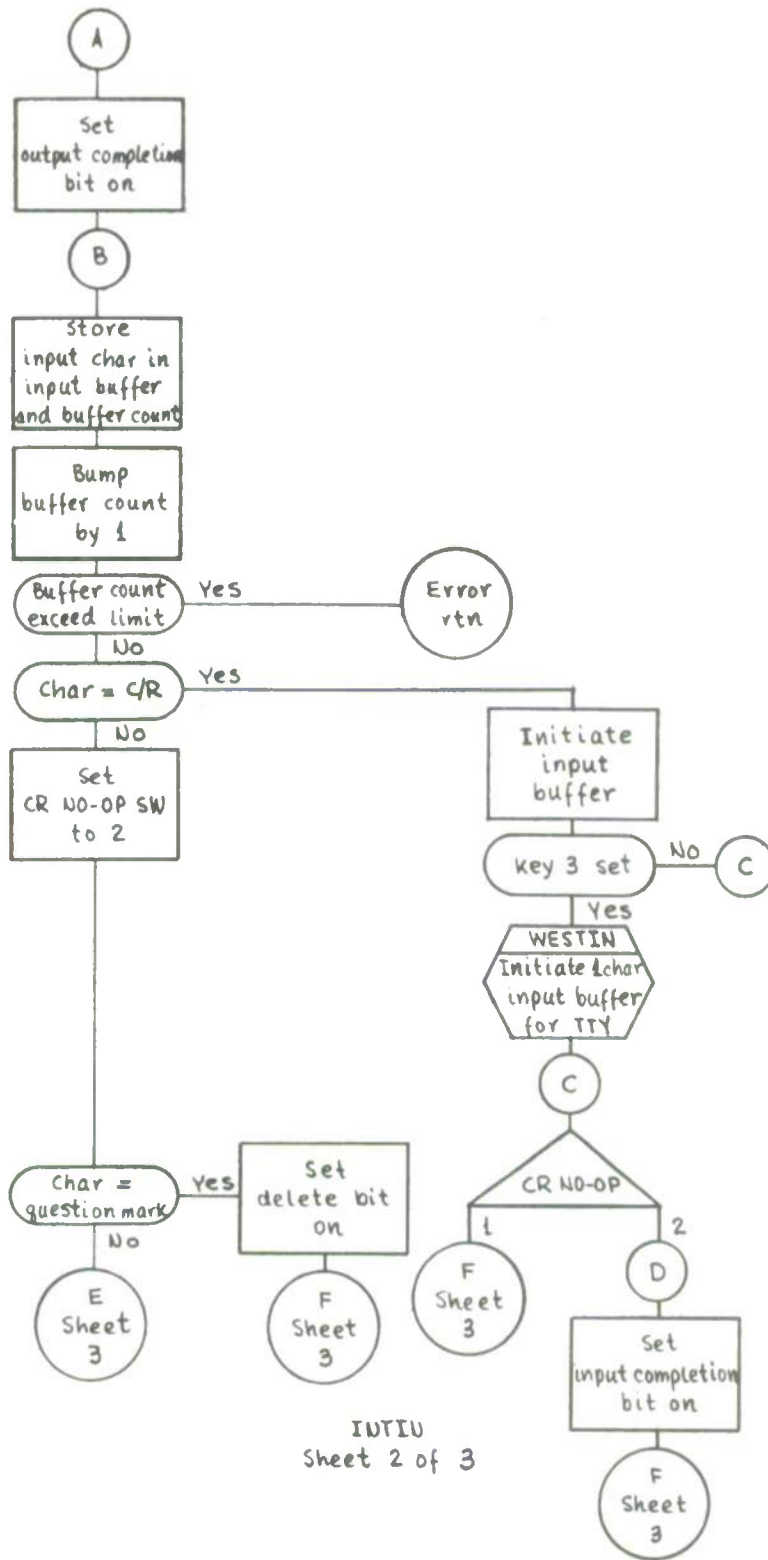 A
Set
output completion
bit on
B
Store
input char in
input buffer
and buffer count
Bump
buffer count
by 1
Buffer count
exceed limit
Yes
Error
rtn
No
Char = C/R
Yes
No
Set
CR NO-OP SW
to 2
Initiate
input
buffer
key 3 set
No
C
Yes
WESTIN
Initiate 1char
input buffer
for TTY
C
CR NO-OP
1
2
Char =
question mark
Yes
No
Set
delete bit
on
E
Sheet
3
F
Sheet
3
F
Sheet
3
D
Set
input completion
bit on
F
Sheet
3
INTIN
Sheet 2 of 3